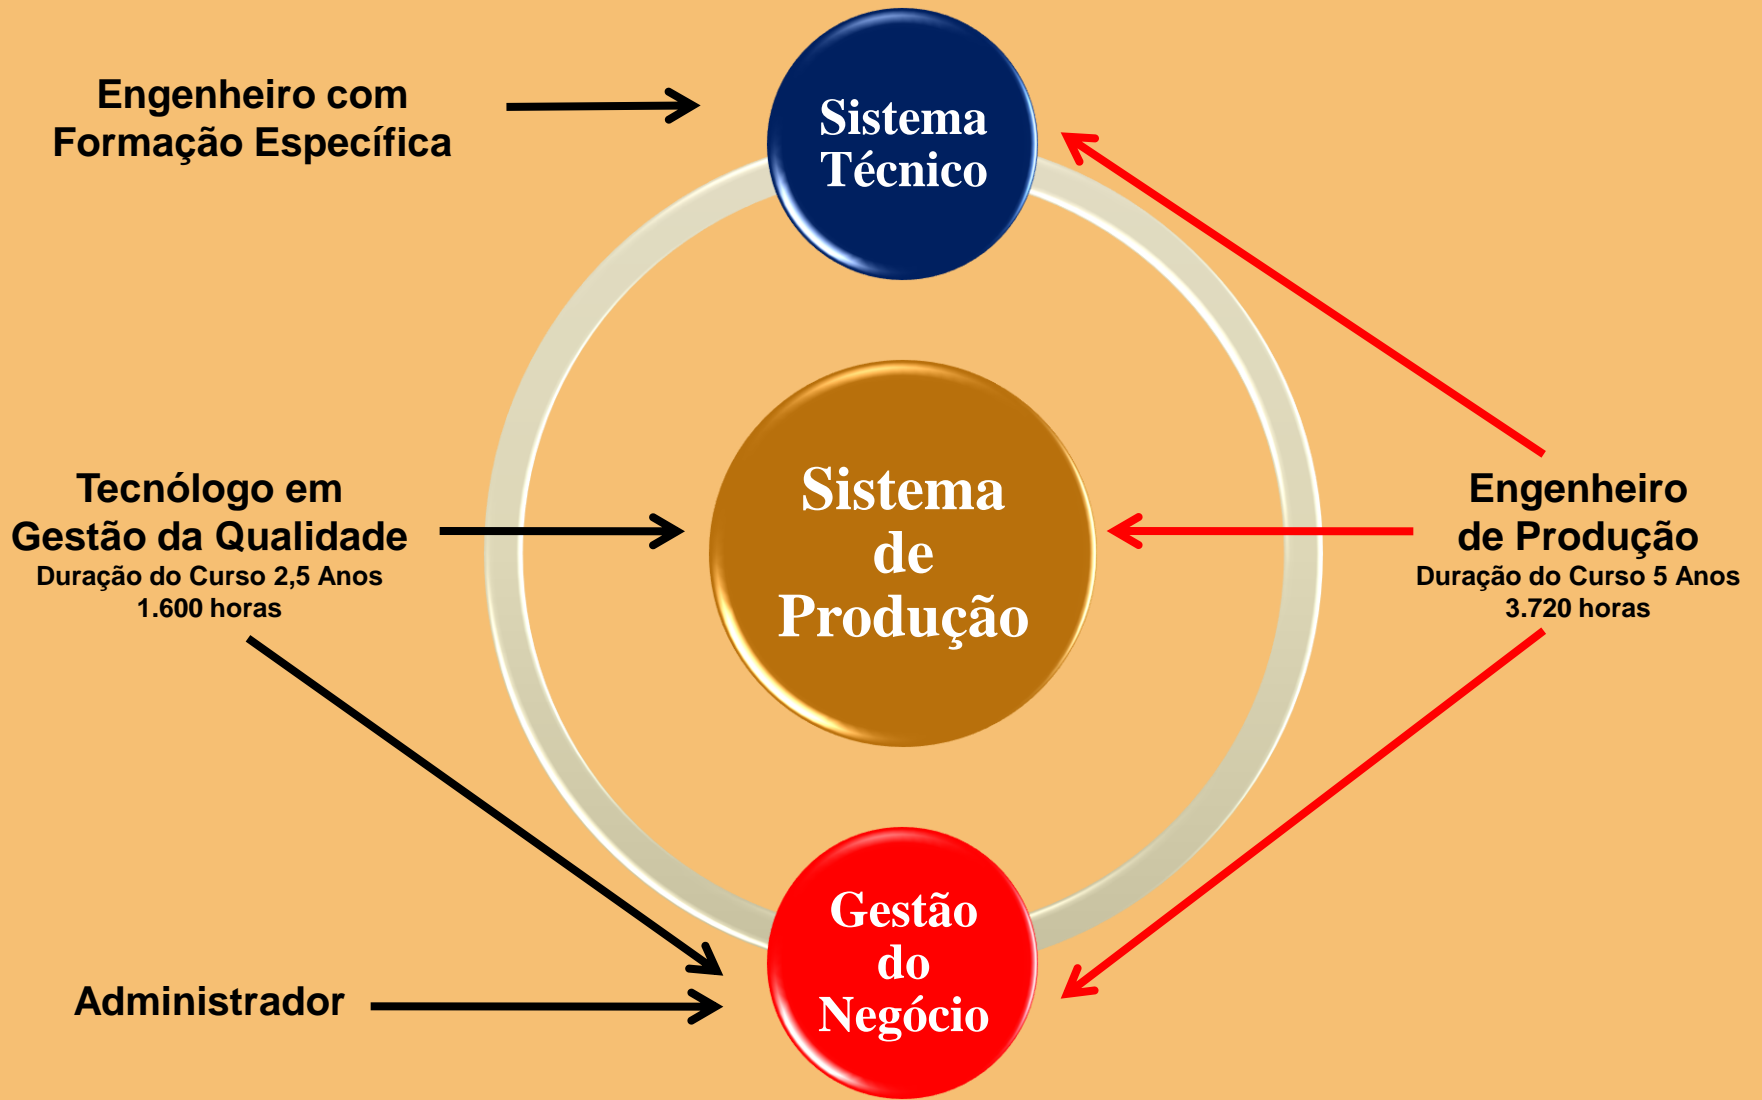 Engenheiro com
Formação Específica
Sistema
Técnico
Tecnólogo em
Gestão da Qualidade
Duração do Curso 2,5 Anos
1.600 horas
Sistema
de
Produção
Engenheiro
de Produção
Duração do Curso 5 Anos
3.720 horas
Administrador
Gestão
do
Negócio